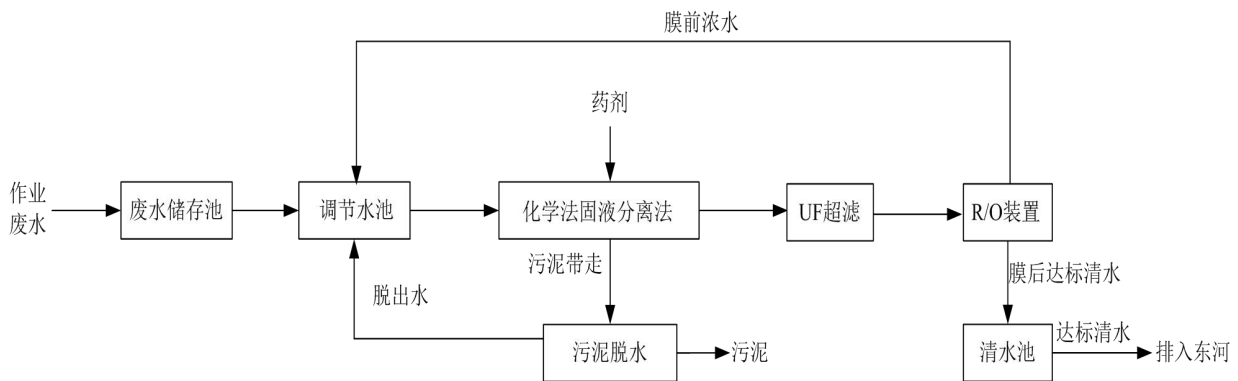 膜前浓水
药剂
作业
废水
废水储存池
调节水池
化学法固液分离法
UF超滤
R/O装置
污泥带走
膜后达标清水
脱出水
污泥脱水
污泥
清水池
达标清水
排入东河